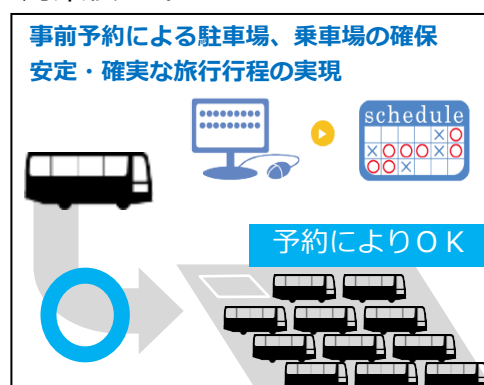 事前予約による駐車場、乗車場の確保
安定・確実な旅行行程の実現
schedule
×○
×○○○×○
○○×
予約によりＯＫ